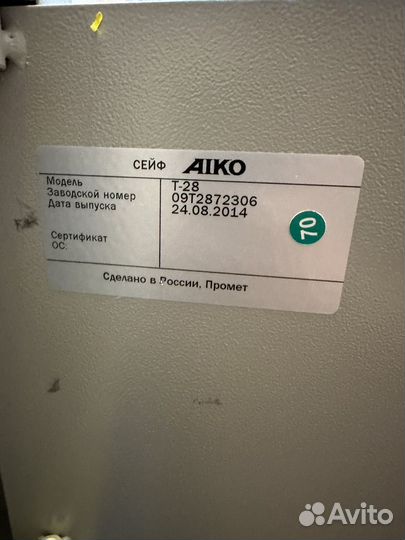 СЕЙФ AIKO
Модель T-28
Заводской номер 09T2872306
Дата выпуска 24.08.2014
Сертификат
ОС:
Сделано в России, Промет
70
Avito